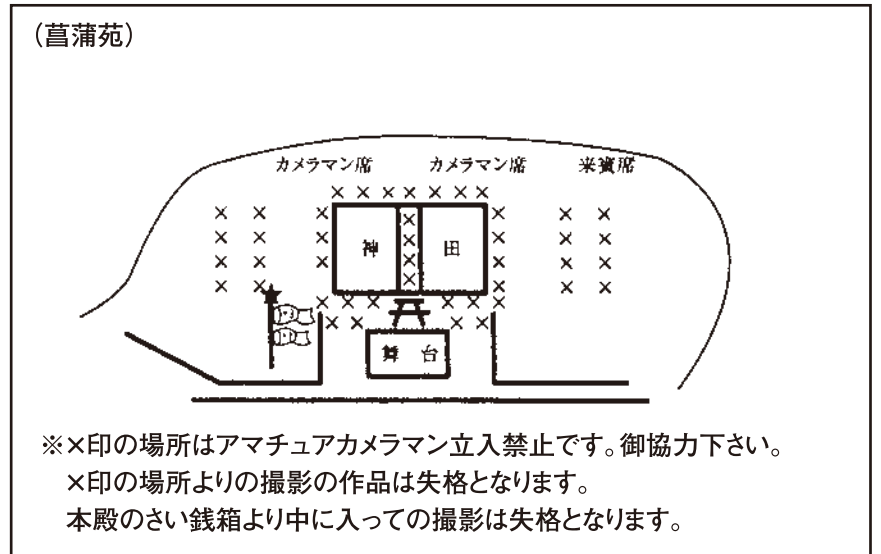 （菖蒲苑）
カメラマン席 カメラマン席 来賓席
神 田
舞台
※×印の場所はアマチュアカメラマン立入禁止です。御協力下さい。
×印の場所よりの撮影の作品は失格となります。
本殿のさい銭箱より中に入っての撮影は失格となります。